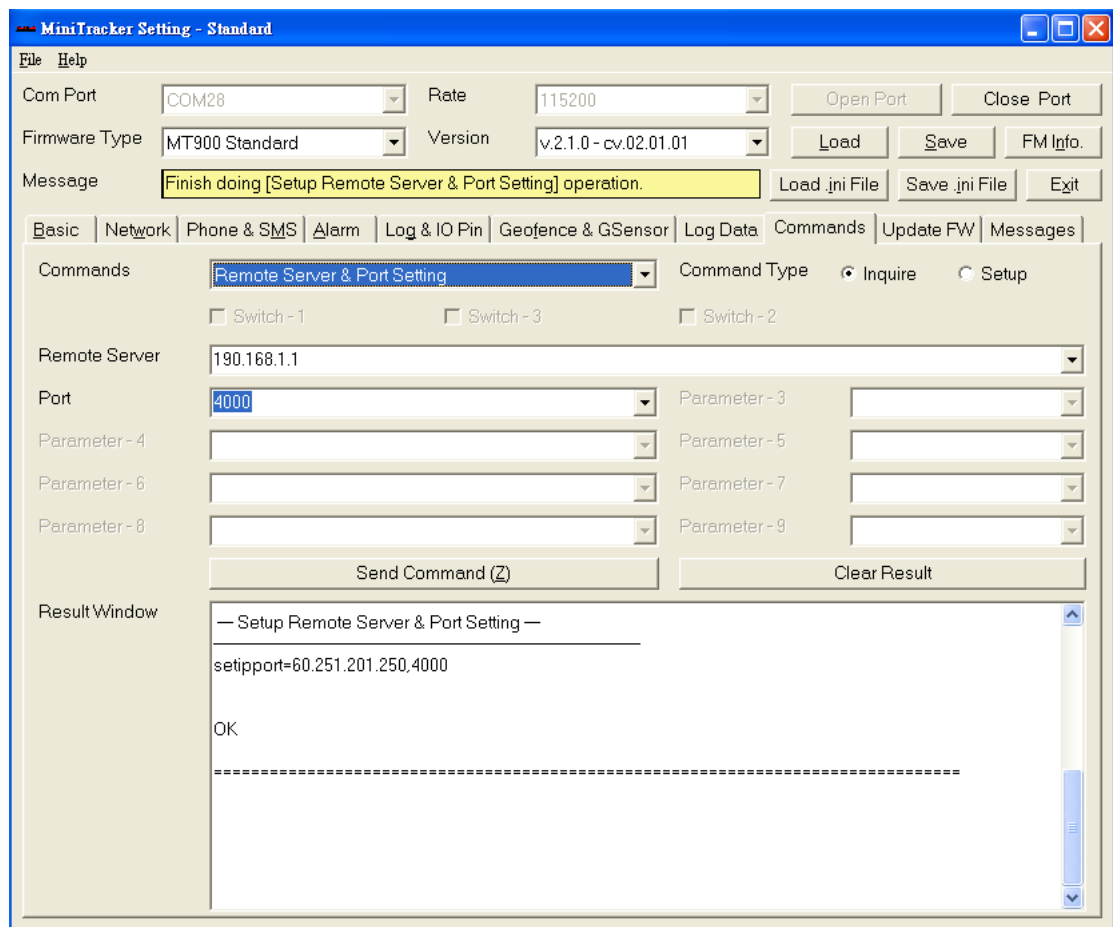 MiniTracker Setting - Standard
File Help
Com Port COM28 Rate 115200 Open Port Close Port
Firmware Type MT900 Standard Version v.2.1.0 - cv.02.01.01 Load Save FM Info.
Message Finish doing [Setup Remote Server & Port Setting] operation. Load .ini File Save .ini File Exit
Basic Network Phone & SMS Alarm Log & IO Pin Geofence & GSensor Log Data Commands Update FW Messages
Commands Remote Server & Port Setting Command Type Inquire Setup
Switch - 1 Switch - 3 Switch - 2
Remote Server 190.168.1.1
Port 4000 Parameter - 3
Parameter - 4 Parameter - 5
Parameter - 6 Parameter - 7
Parameter - 8 Parameter - 9
Send Command (Z) Clear Result
Result Window
— Setup Remote Server & Port Setting —
setipport=60.251.201.250,4000
OK
================================================================================